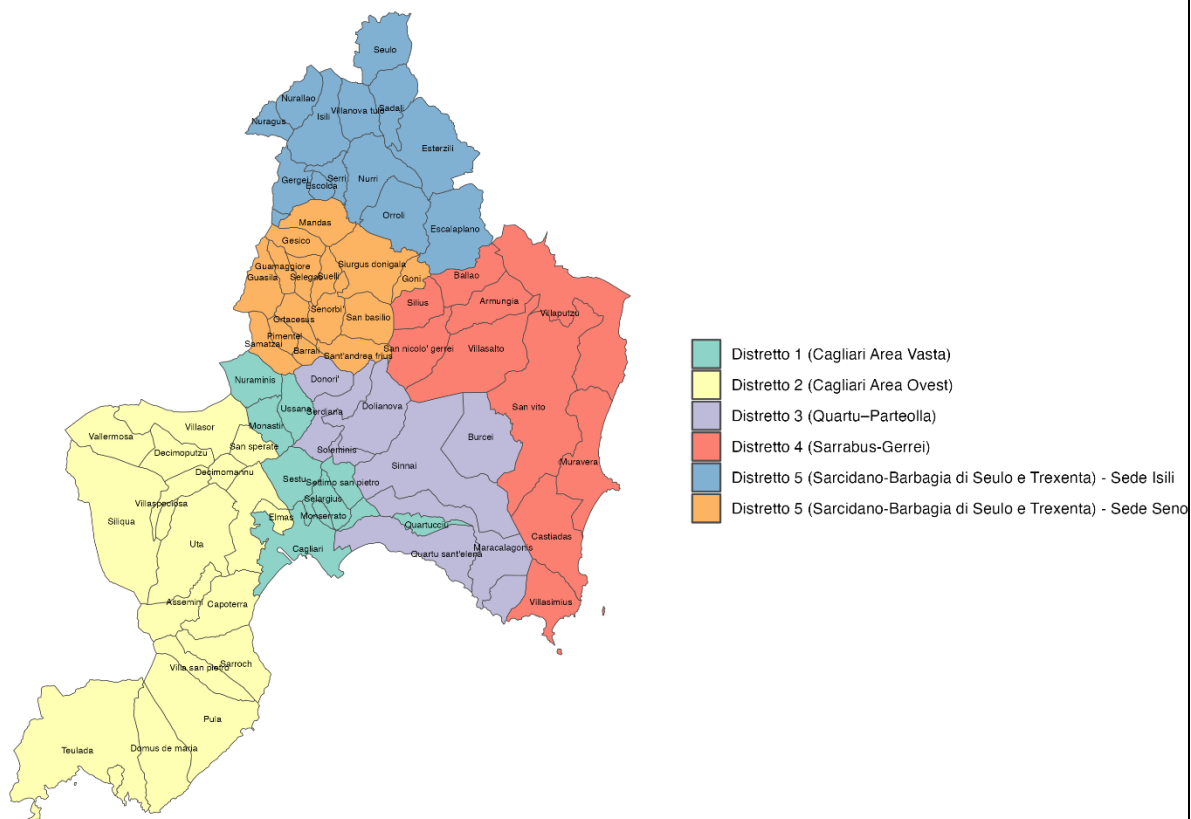 Seulo
Nurallao
Villanova tulo
Sadali
Isili
Nuragus
Esterzili
Gergei
Serri
Nurri
Escolca
Orroli
Mandas
Escalaplano
Gesico
Siurgus donigala
Guamaggiore
Guasila
Selegas
Suelli
Goni
Ballao
Silius
Armungia
Senorbi'
Villaputzu
Ortacesus
San basilio
Pimentel
Samatzai
Barrali
Sant'andrea frius
San nicolo' gerrei
Villasalto
Nuraminis
Donori'
Ussana
Serdiana
Dolianova
San vito
Villasor
Monastir
Vallermosa
Burcei
San sperate
Decimoputzu
Soleminis
Muravera
Sinnai
Decimomannu
Sestu
Settimo san pietro
Villaspeciosa
Selargius
Siliqua
Elmas
Monserrato
Quartucciu
Castiadas
Uta
Cagliari
Maracalagonis
Quartu sant'elena
Assemini
Capoterra
Villasimius
Sarroch
Villa san pietro
Pula
Teulada
Domus de maria
Distretto 1 (Cagliari Area Vasta)
Distretto 2 (Cagliari Area Ovest)
Distretto 3 (Quartu–Parteolla)
Distretto 4 (Sarrabus-Gerrei)
Distretto 5 (Sarcidano-Barbagia di Seulo e Trexenta) - Sede Isili
Distretto 5 (Sarcidano-Barbagia di Seulo e Trexenta) - Sede Seno